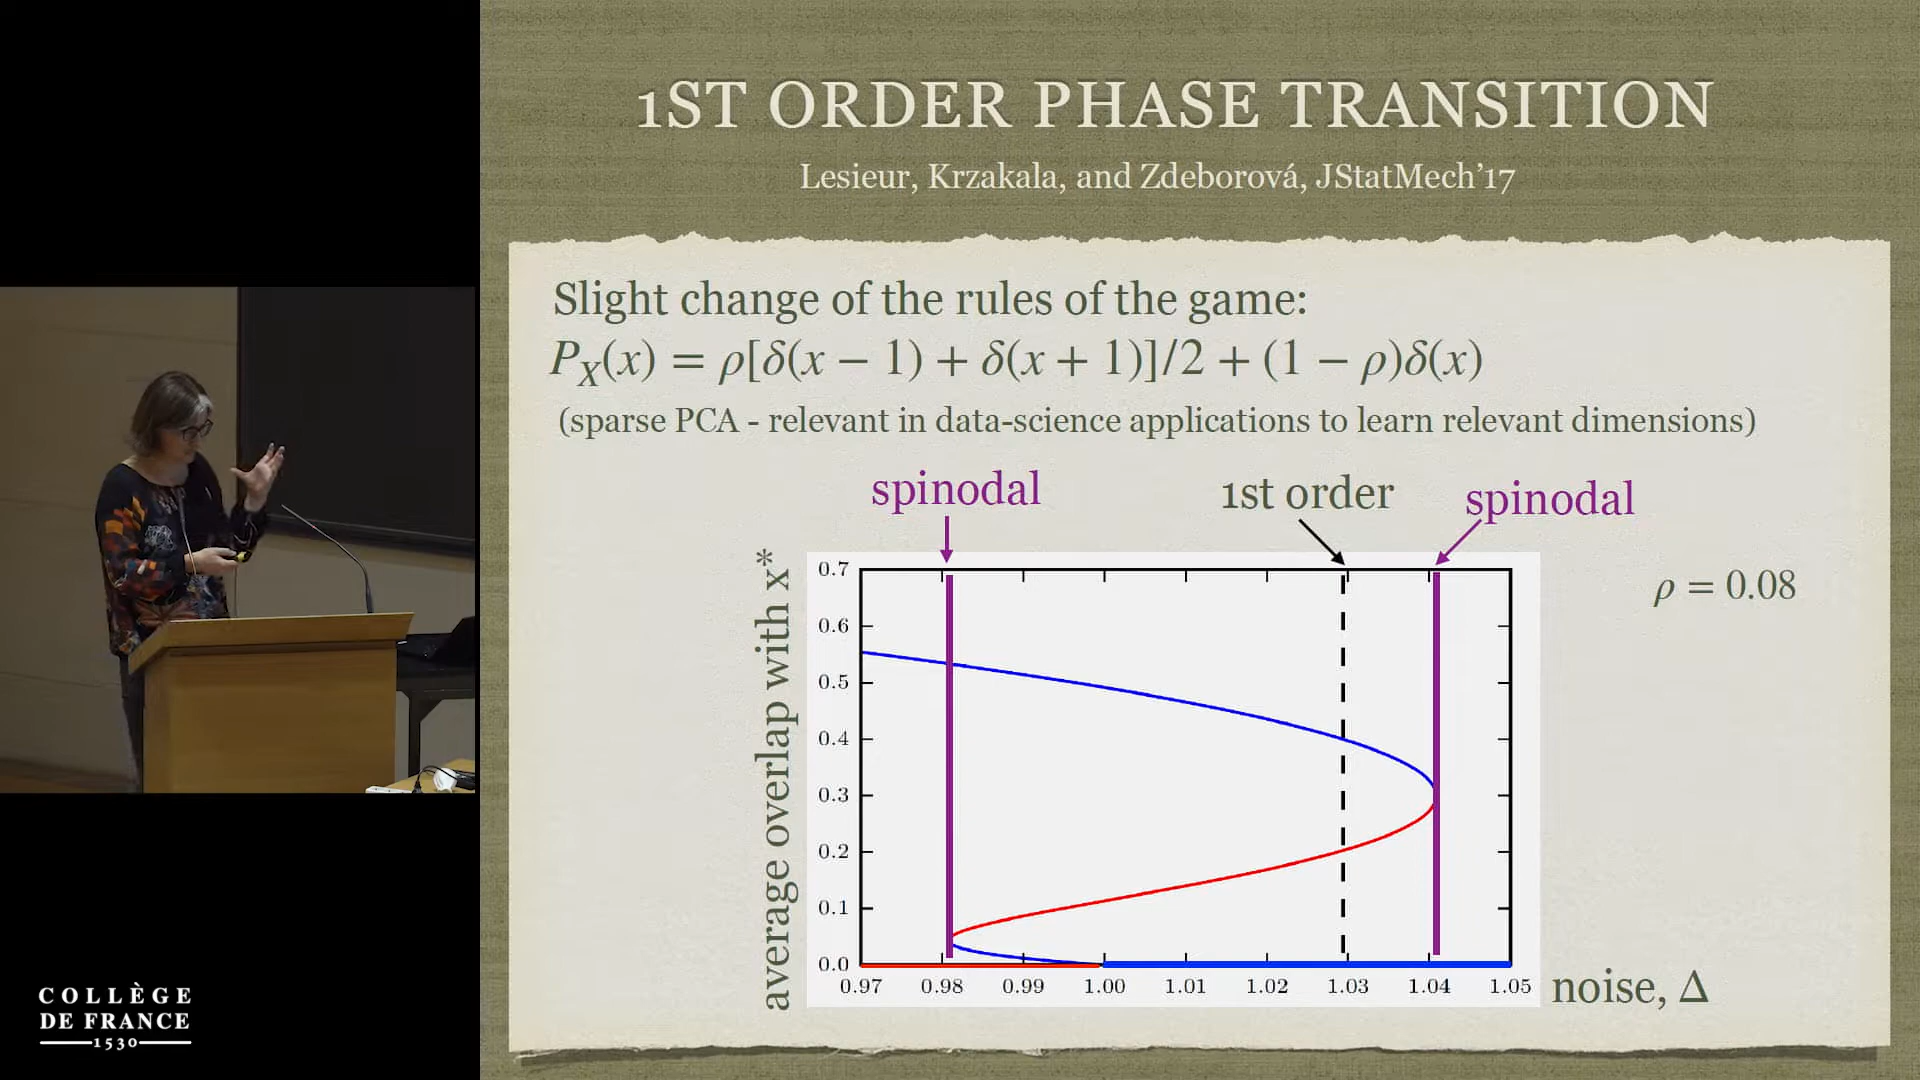 1ST ORDER PHASE TRANSITION
Lesieur, Krzakala, and Zdeborová, JStatMech'17
Slight change of the rules of the game:
P_X(x) = ρ[δ(x − 1) + δ(x + 1)]/2 + (1 − ρ)δ(x)
(sparse PCA - relevant in data-science applications to learn relevant dimensions)
spinodal
1st order
spinodal
ρ = 0.08
average overlap with x*
0.7
0.6
0.5
0.4
0.3
0.2
0.1
0.0
0.97 0.98 0.99 1.00 1.01 1.02 1.03 1.04 1.05
noise, Δ
COLLÈGE
DE FRANCE
1530